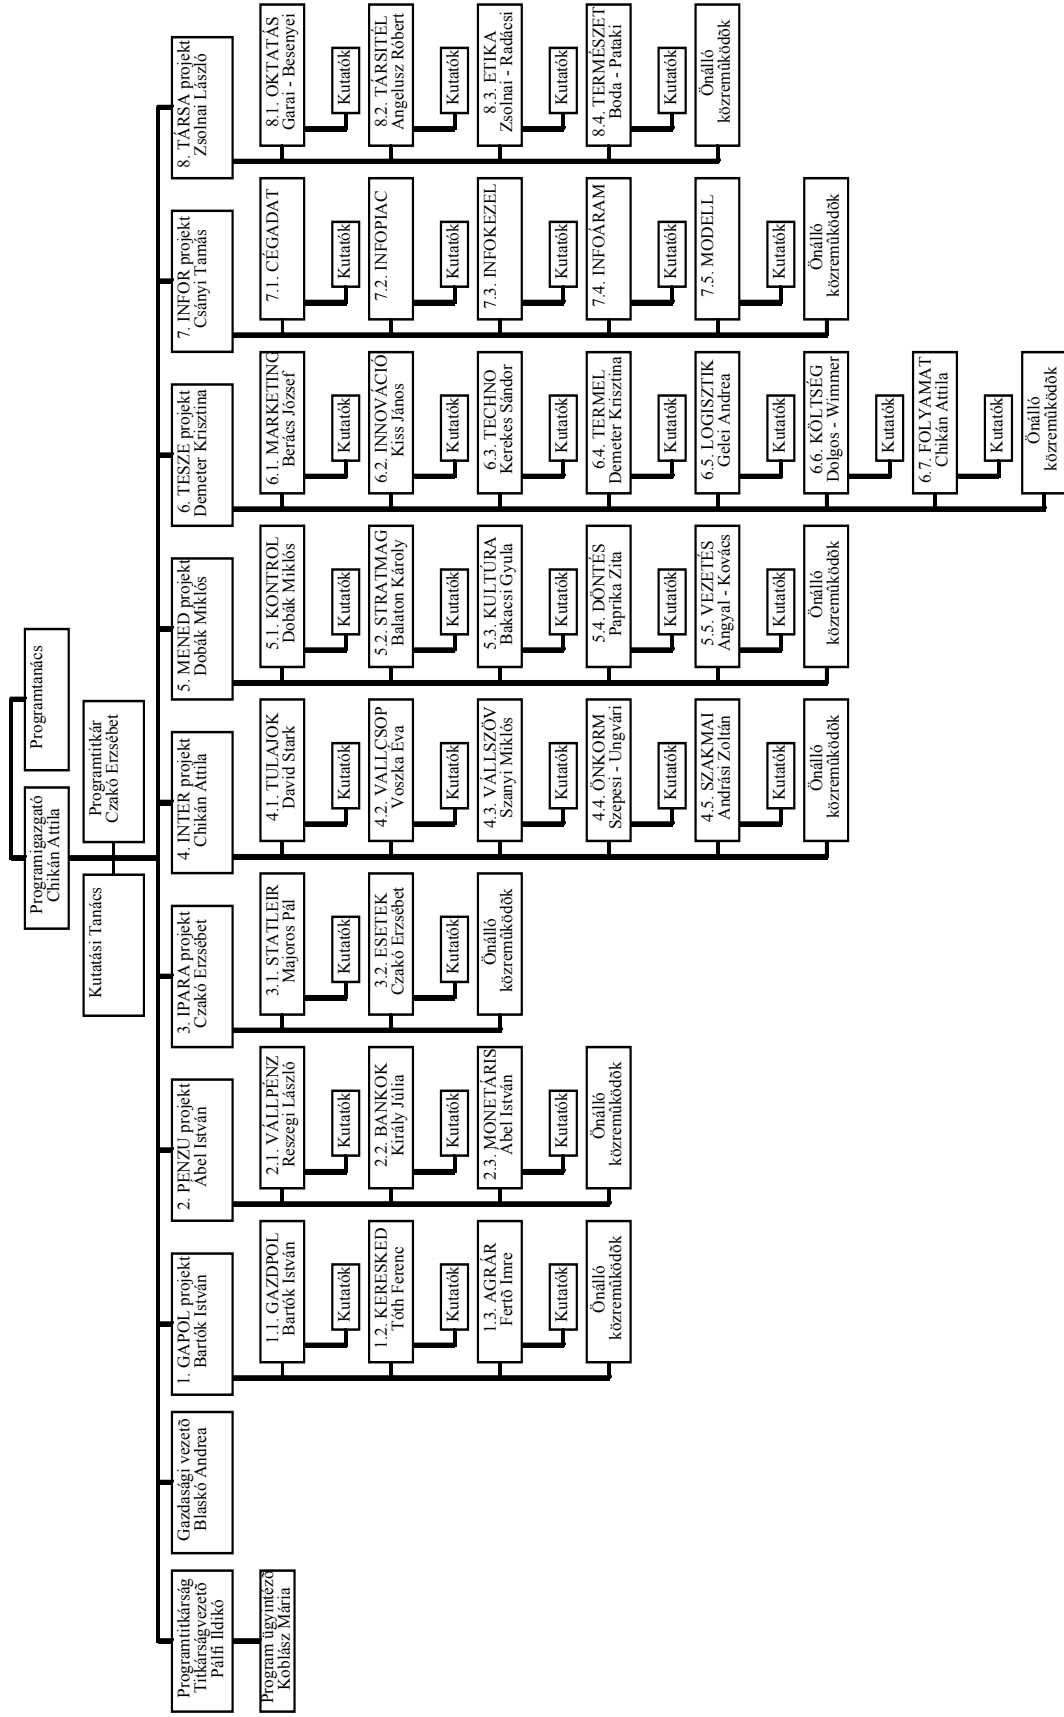 Programigazgató
Chikán Attila
Programtanács
Kutatási Tanács
Programtitkár
Czakó Erzsébet
Programtitkárság
Titkárságvezetõ
Pálfi Ildikó
Program ügyintézõ
Koblász Mária
Gazdasági vezetõ
Blaskó Andrea
1. GAPOL projekt
Bartók István
1.1. GAZDPOL
Bartók István
Kutatók
1.2. KERESKED
Tóth Ferenc
Kutatók
1.3. AGRÁR
Fertõ Imre
Kutatók
Önálló
közremûködõk
2. PÉNZÜ projekt
Ábel István
2.1. VÁLLPÉNZ
Reszegi László
Kutatók
2.2. BANKOK
Király Júlia
Kutatók
2.3. MONETÁRIS
Ábel István
Kutatók
Önálló
közremûködõk
3. IPARA projekt
Czakó Erzsébet
3.1. STATLEIR
Majoros Pál
Kutatók
3.2. ESETEK
Czakó Erzsébet
Kutatók
Önálló
közremûködõk
4. INTER projekt
Chikán Attila
4.1. TULAJOK
David Stark
Kutatók
4.2. VÁLLCSOP
Voszka Éva
Kutatók
4.3. VÁLLSZÖV
Szanyi Miklós
Kutatók
4.4. ÖNKORM
Szepesi - Ungvári
Kutatók
4.5. SZAKMAI
Andrási Zoltán
Kutatók
Önálló
közremûködõk
5. MENED projekt
Dobák Miklós
5.1. KONTROL
Dobák Miklós
Kutatók
5.2. STRATMAG
Balaton Károly
Kutatók
5.3. KULTÚRA
Bakacsi Gyula
Kutatók
5.4. DÖNTÉS
Paprika Zita
Kutatók
5.5. VEZETÉS
Angyal - Kovács
Kutatók
Önálló
közremûködõk
6. TESZE projekt
Demeter Krisztina
6.1. MARKETING
Berács József
Kutatók
6.2. INNOVÁCIÓ
Kiss János
Kutatók
6.3. TECHNO
Kerekes Sándor
Kutatók
6.4. TERMEL
Demeter Krisztina
Kutatók
6.5. LOGISZTIK
Gelei Andrea
Kutatók
6.6. KÖLTSÉG
Dolgos - Wimmer
Kutatók
6.7. FOLYAMAT
Chikán Attila
Kutatók
Önálló
közremûködõk
7. INFOR projekt
Csányi Tamás
7.1. CÉGADAT
Kutatók
7.2. INFOPIAC
Kutatók
7.3. INFOKEZEL
Kutatók
7.4. INFOÁRAM
Kutatók
7.5. MODELL
Kutatók
Önálló
közremûködõk
8. TÁRSA projekt
Zsolnai László
8.1. OKTATÁS
Garai - Besenyei
Kutatók
8.2. TÁRSITÉL
Angelusz Róbert
Kutatók
8.3. ETIKA
Zsolnai - Radácsi
Kutatók
8.4. TERMÉSZET
Boda - Pataki
Kutatók
Önálló
közremûködõk